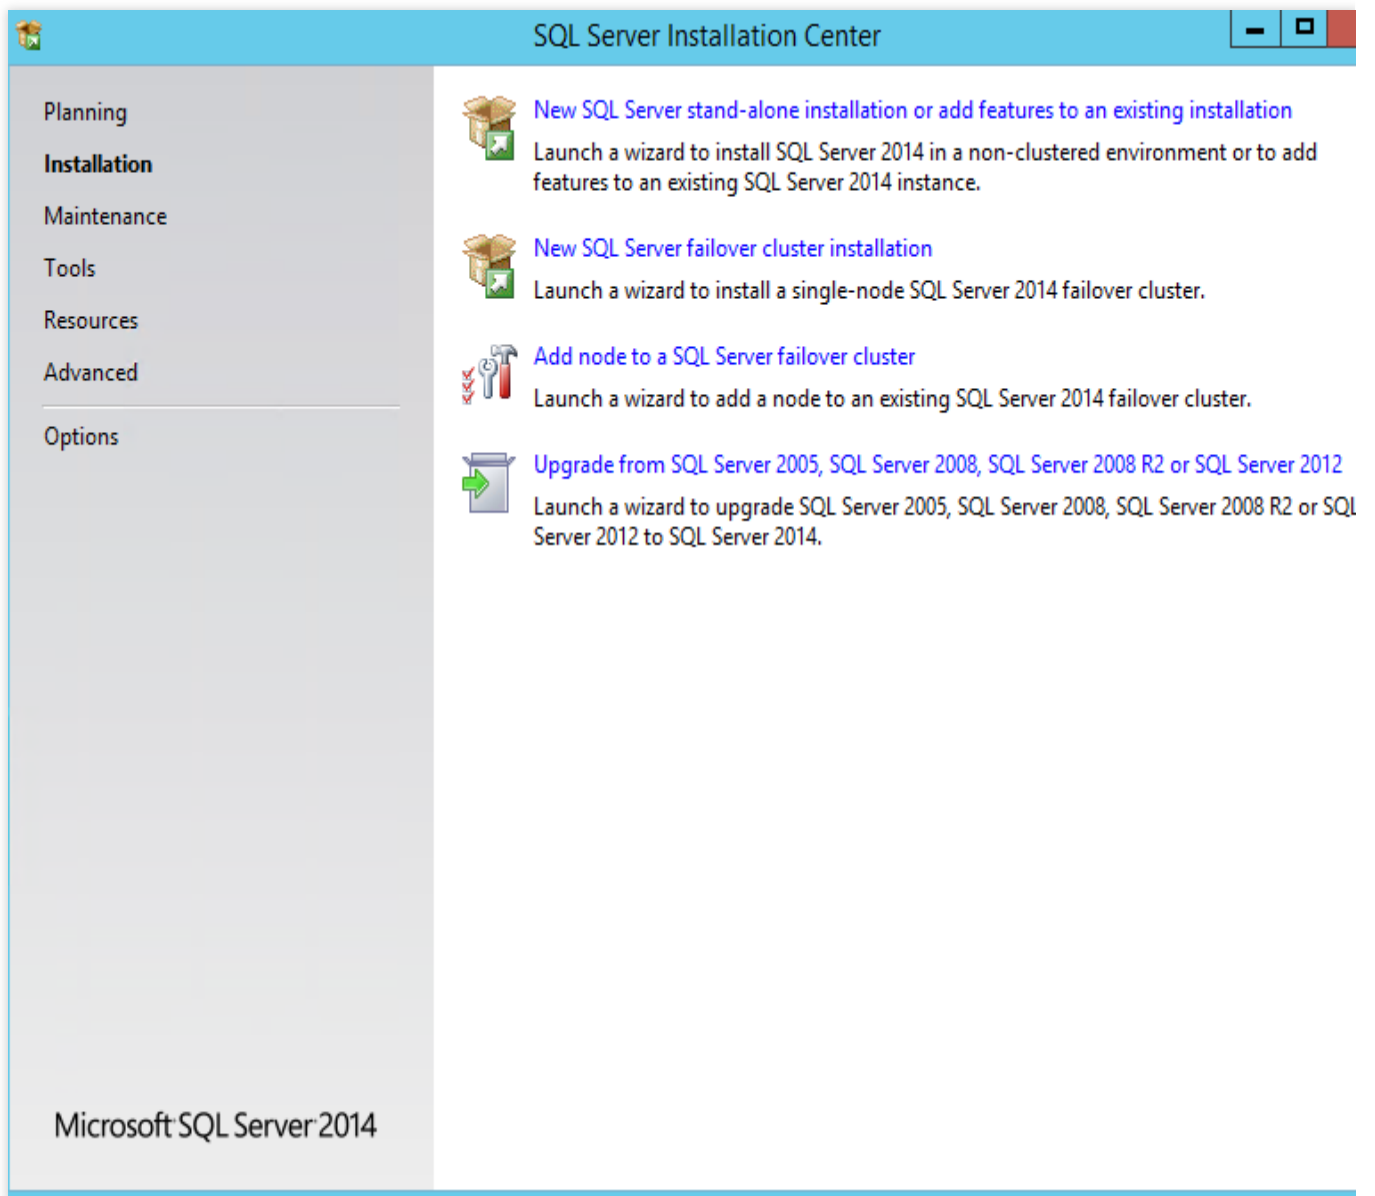 SQL Server Installation Center
Planning
Installation
Maintenance
Tools
Resources
Advanced
Options
Microsoft SQL Server 2014
New SQL Server stand-alone installation or add features to an existing installation
Launch a wizard to install SQL Server 2014 in a non-clustered environment or to add
features to an existing SQL Server 2014 instance.
New SQL Server failover cluster installation
Launch a wizard to install a single-node SQL Server 2014 failover cluster.
Add node to a SQL Server failover cluster
Launch a wizard to add a node to an existing SQL Server 2014 failover cluster.
Upgrade from SQL Server 2005, SQL Server 2008, SQL Server 2008 R2 or SQL Server 2012
Launch a wizard to upgrade SQL Server 2005, SQL Server 2008, SQL Server 2008 R2 or SQL
Server 2012 to SQL Server 2014.